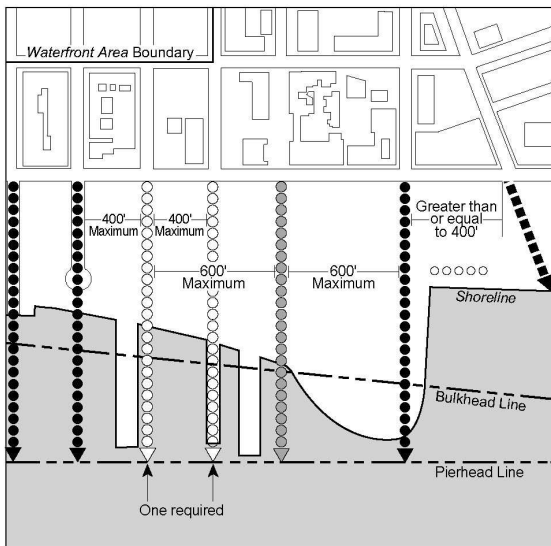 Waterfront Area Boundary
Greater than
or equal
to 400'
400'
Maximum
400'
Maximum
600'
Maximum
600'
Maximum
Shoreline
Bulkhead Line
Pierhead Line
One required